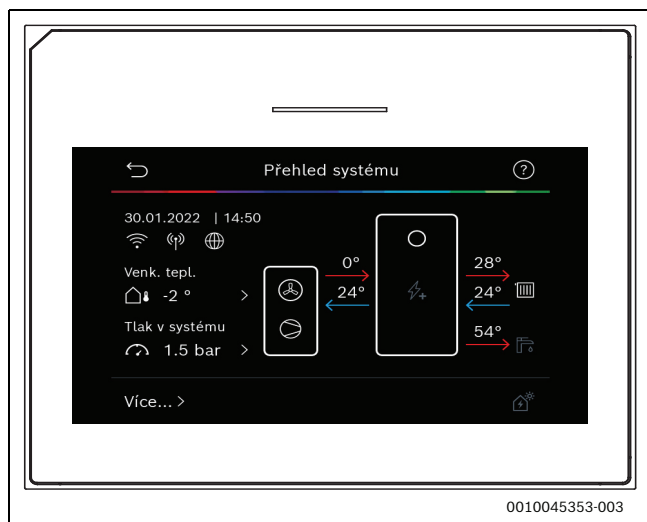 Přehled systému
?
30.01.2022 | 14:50
Venk. tepl.
-2 ° >
Tlak v systému
1.5 bar >
0°
24°
28°
24°
54°
Více... >
0010045353-003